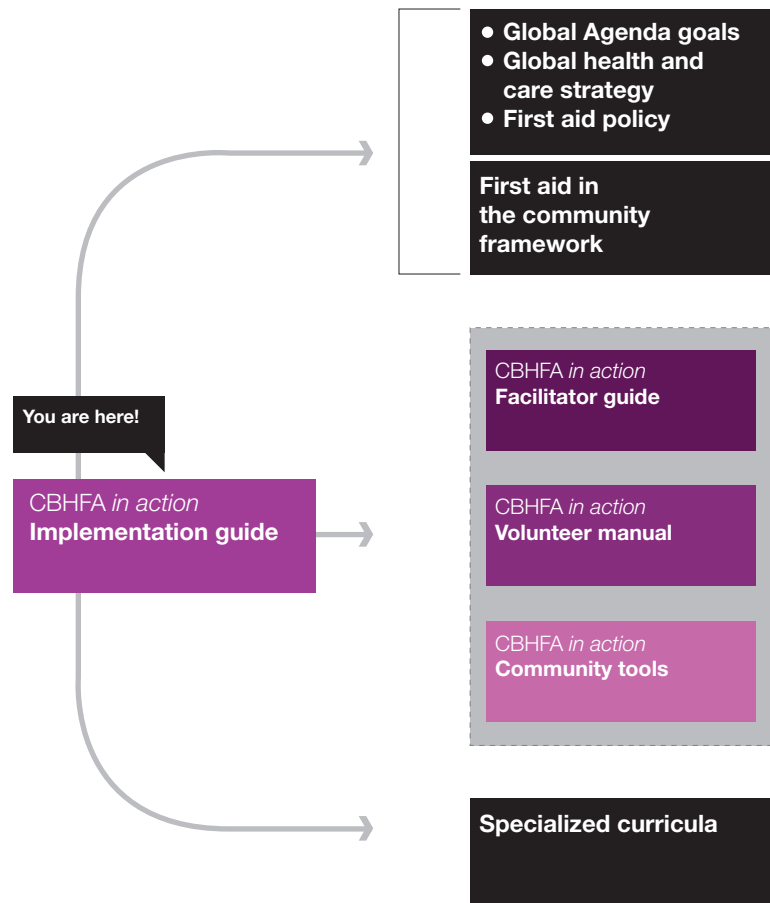 ● Global Agenda goals
● Global health and
care strategy
● First aid policy
First aid in
the community
framework
You are here!
CBHFA in action
Implementation guide
CBHFA in action
Facilitator guide
CBHFA in action
Volunteer manual
CBHFA in action
Community tools
Specialized curricula